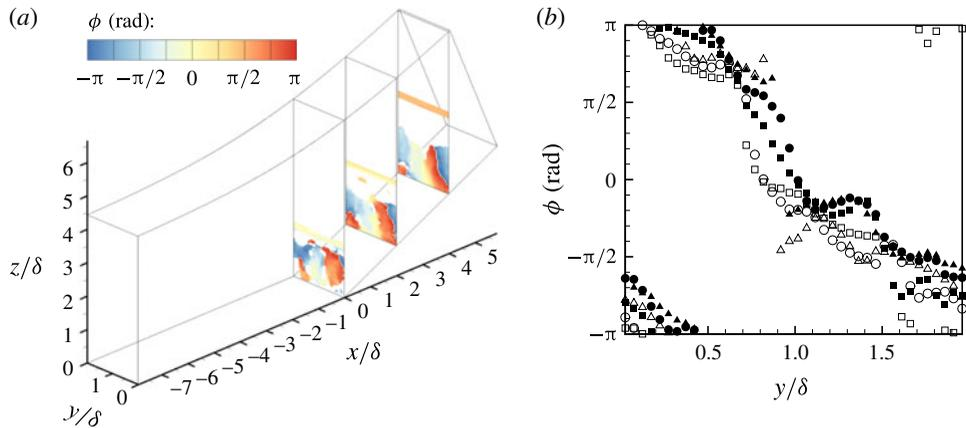 (a)
ϕ (rad):
−π −π/2 0 π/2 π
6
5
4
3
2
1
0
z/δ
1
0
y/δ
−7 −6 −5 −4 −3 −2 −1 0 1 2 3 4 5
x/δ
(b)
π
π/2
0
−π/2
−π
ϕ (rad)
0.5 1.0 1.5
y/δ